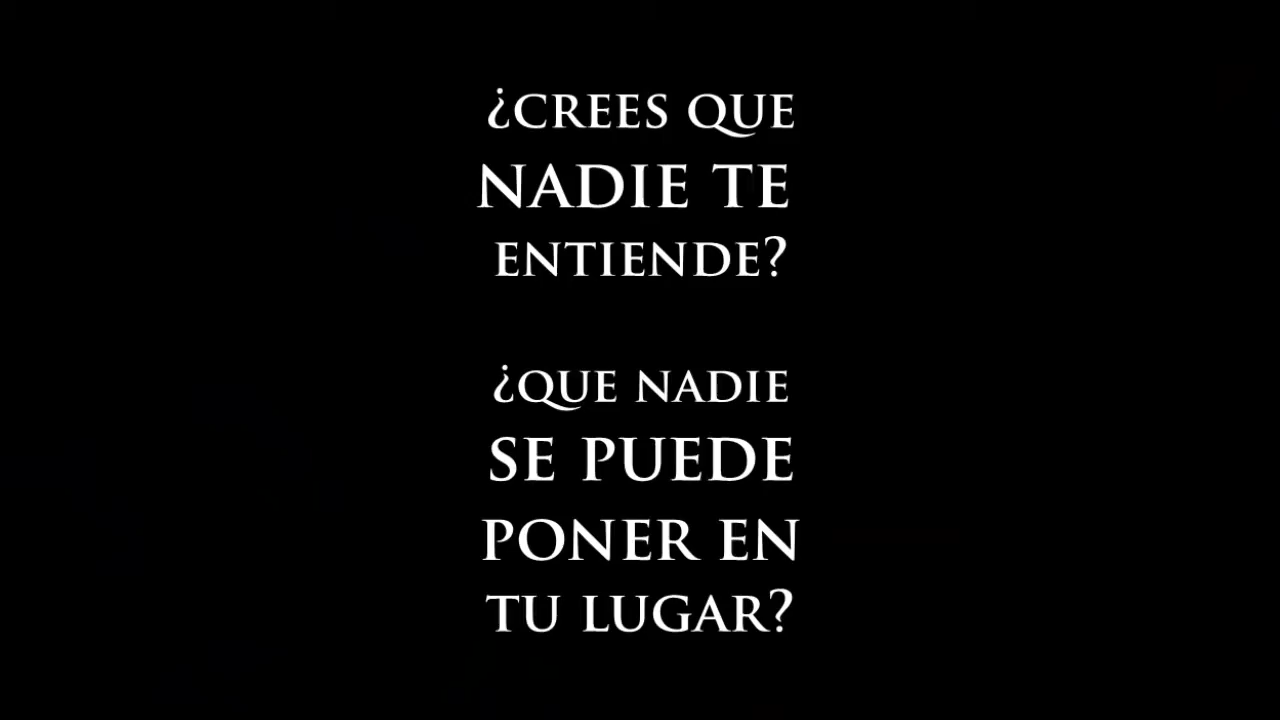 ¿CREES QUE
NADIE TE
ENTIENDE?
¿QUE NADIE
SE PUEDE
PONER EN
TU LUGAR?